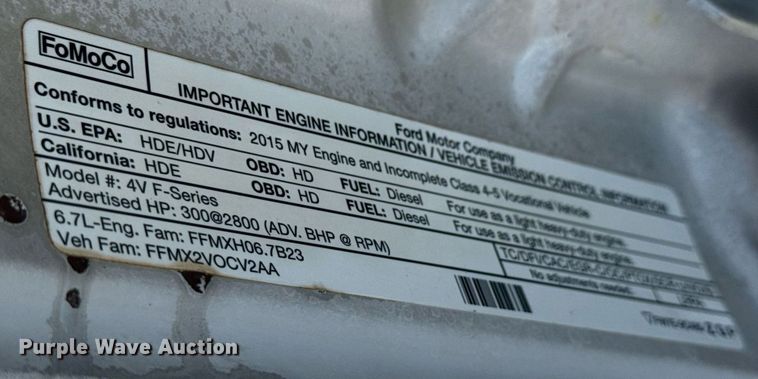 FoMoCo
Ford Motor Company
IMPORTANT ENGINE INFORMATION / VEHICLE EMISSION CONTROL INFORMATION
Conforms to regulations: 2015 MY Engine and Incomplete Class 4-5 Vocational Vehicle
U.S. EPA: HDE/HDV OBD: HD FUEL: Diesel For use as a light heavy-duty engine.
California: HDE OBD: HD FUEL: Diesel For use as a light heavy-duty engine.
Model #: 4V F-Series
Advertised HP: 300@2800 (ADV. BHP @ RPM)
6.7L-Eng. Fam: FFMXH06.7B23
Veh Fam: FFMX2VOCV2AA
No adjustments needed.
Purple Wave Auction